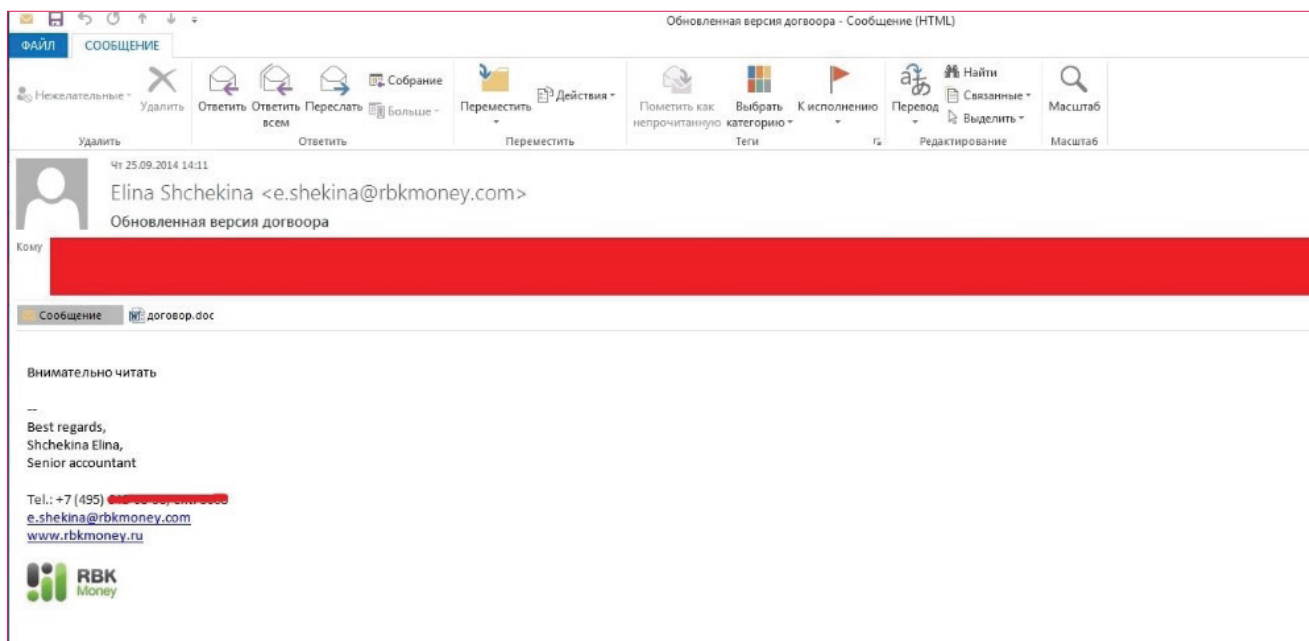 Обновленная версия догвоора - Сообщение (HTML)
ФАЙЛ СООБЩЕНИЕ
Нежелательные
Удалить
Ответить Ответить всем Переслать
Собрание
Больше
Переместить
Действия
Пометить как непрочитанную
Выбрать категорию
К исполнению
Перевод
Найти
Связанные
Выделить
Масштаб
Удалить Ответить Переместить Теги Редактирование Масштаб
Чт 25.09.2014 14:11
Elina Shchekina <e.shekina@rbkmoney.com>
Обновленная версия догвоора
Кому
Сообщение договор.doc
Внимательно читать
--
Best regards,
Shchekina Elina,
Senior accountant
Tel.: +7 (495)
e.shekina@rbkmoney.com
www.rbkmoney.ru
RBK
Money